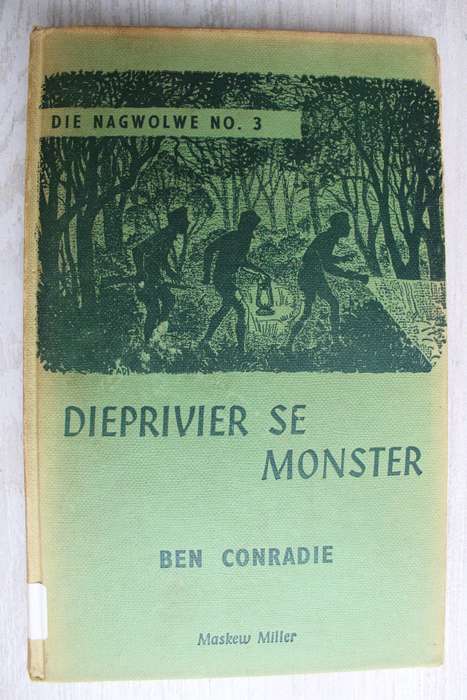 DIE NAGWOLWE NO. 3
DIEPRIVIER SE
MONSTER
BEN CONRADIE
Maskew Miller